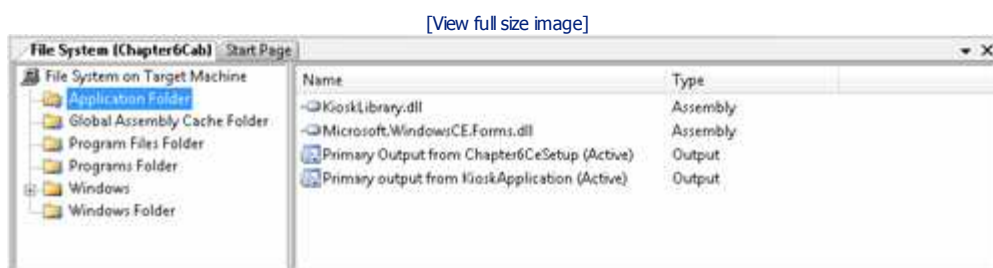 [View full size image]
File System (Chapter6Cab) Start Page
File System on Target Machine
Application Folder
Global Assembly Cache Folder
Program Files Folder
Programs Folder
Windows
Windows Folder
Name Type
KioskLibrary.dll Assembly
Microsoft.WindowsCE.Forms.dll Assembly
Primary Output from Chapter6CeSetup (Active) Output
Primary output from KioskApplication (Active) Output